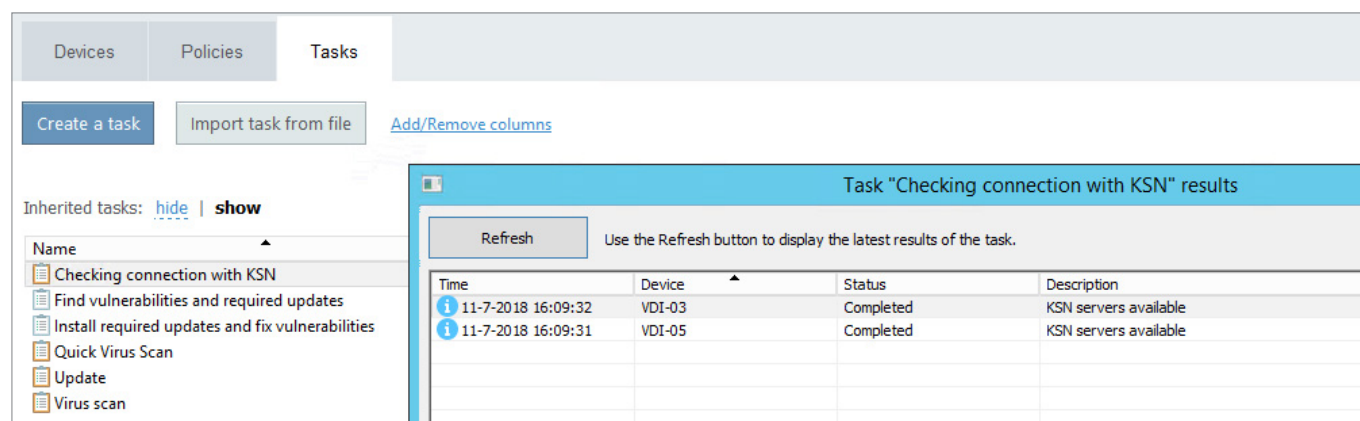 Devices Policies Tasks
Create a task Import task from file Add/Remove columns
Inherited tasks: hide | show
Name
Checking connection with KSN
Find vulnerabilities and required updates
Install required updates and fix vulnerabilities
Quick Virus Scan
Update
Virus scan
Task "Checking connection with KSN" results
Refresh Use the Refresh button to display the latest results of the task.
Time Device Status Description
11-7-2018 16:09:32 VDI-03 Completed KSN servers available
11-7-2018 16:09:31 VDI-05 Completed KSN servers available